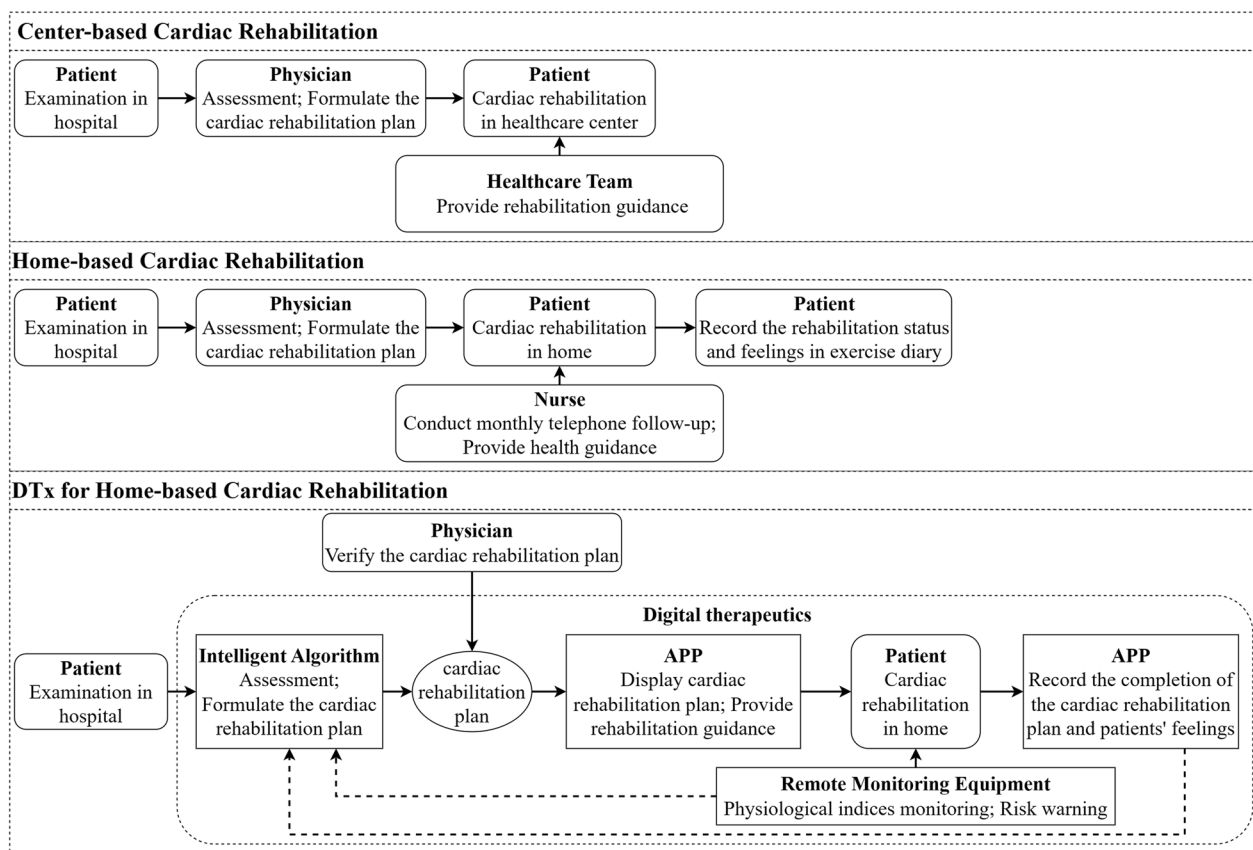 Center-based Cardiac Rehabilitation
Patient
Examination in
hospital
Physician
Assessment; Formulate the
cardiac rehabilitation plan
Patient
Cardiac rehabilitation
in healthcare center
Healthcare Team
Provide rehabilitation guidance
Home-based Cardiac Rehabilitation
Patient
Examination in
hospital
Physician
Assessment; Formulate the
cardiac rehabilitation plan
Patient
Cardiac rehabilitation
in home
Patient
Record the rehabilitation status
and feelings in exercise diary
Nurse
Conduct monthly telephone follow-up;
Provide health guidance
DTx for Home-based Cardiac Rehabilitation
Physician
Verify the cardiac rehabilitation plan
Digital therapeutics
Patient
Examination in
hospital
Intelligent Algorithm
Assessment;
Formulate the cardiac
rehabilitation plan
cardiac
rehabilitation
plan
APP
Display cardiac
rehabilitation plan; Provide
rehabilitation guidance
Patient
Cardiac
rehabilitation
in home
APP
Record the completion of
the cardiac rehabilitation
plan and patients' feelings
Remote Monitoring Equipment
Physiological indices monitoring; Risk warning